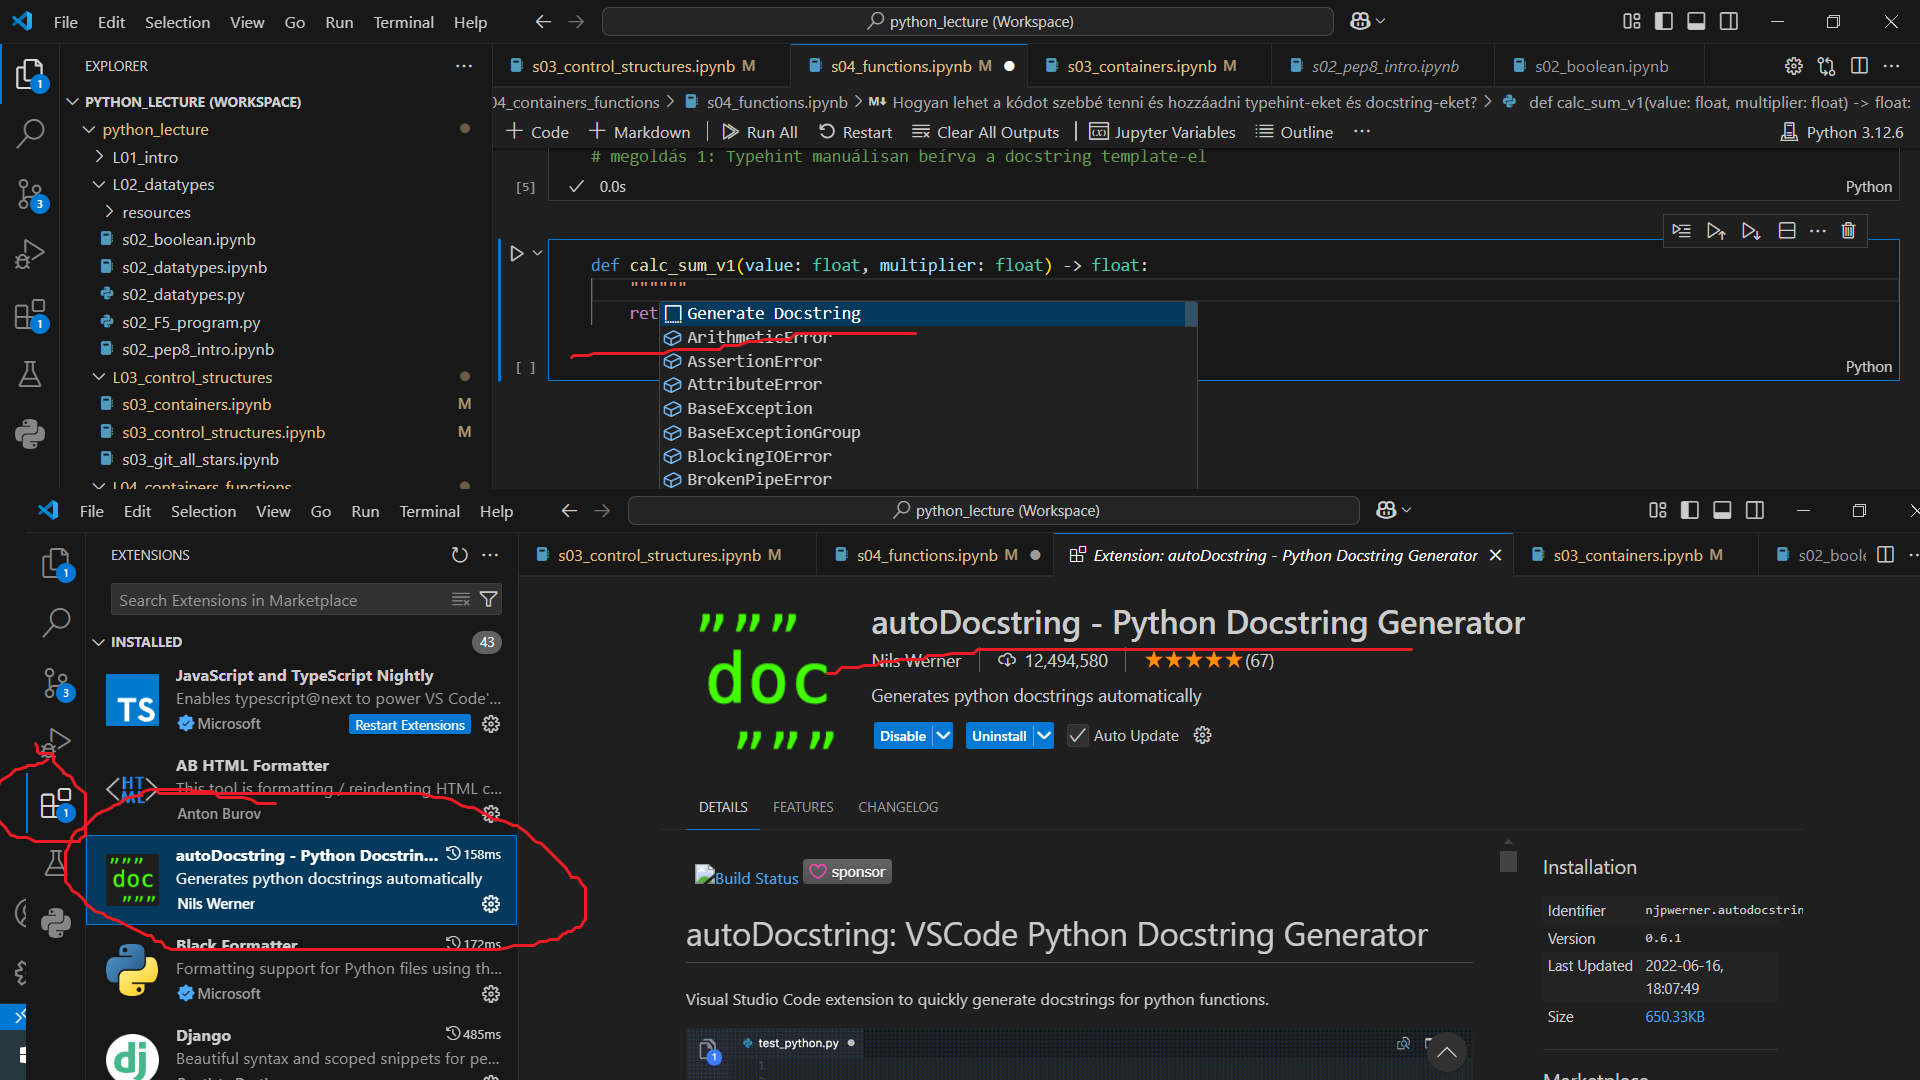 File Edit Selection View Go Run Terminal Help python_lecture (Workspace)
EXPLORER
PYTHON_LECTURE (WORKSPACE)
python_lecture
L01_intro
L02_datatypes
resources
s02_boolean.ipynb
s02_datatypes.ipynb
s02_datatypes.py
s02_F5_program.py
s02_pep8_intro.ipynb
L03_control_structures
s03_containers.ipynb M
s03_control_structures.ipynb M
s03_git_all_stars.ipynb
L04_containers_functions
1
3
1
s03_control_structures.ipynb M s04_functions.ipynb M s03_containers.ipynb M s02_pep8_intro.ipynb s02_boolean.ipynb
04_containers_functions > s04_functions.ipynb > M Hogyan lehet a kódot szebbé tenni és hozzáadni typehint-eket és docstring-eket? > def calc_sum_v1(value: float, multiplier: float) -> float:
+ Code + Markdown Run All Restart Clear All Outputs Jupyter Variables Outline ... Python 3.12.6
# megoldás 1: Typehint manuálisan beírva a docstring template-el
[5] 0.0s Python
def calc_sum_v1(value: float, multiplier: float) -> float:
""""""
ret
Generate Docstring
ArithmeticError
AssertionError
AttributeError
BaseException
BaseExceptionGroup
BlockingIOError
BrokenPipeError
[ ] Python
File Edit Selection View Go Run Terminal Help python_lecture (Workspace)
1
3
1
EXTENSIONS
Search Extensions in Marketplace
INSTALLED 43
TS
JavaScript and TypeScript Nightly
Enables typescript@next to power VS Code'...
Microsoft Restart Extensions
HTML
AB HTML Formatter
This tool is formatting / reindenting HTML c...
Anton Burov
"""
doc
"""
autoDocstring - Python Docstrin... 158ms
Generates python docstrings automatically
Nils Werner
Black Formatter 172ms
Formatting support for Python files using th...
Microsoft
dj
Django 485ms
Beautiful syntax and scoped snippets for pe...
s03_control_structures.ipynb M s04_functions.ipynb M Extension: autoDocstring - Python Docstring Generator s03_containers.ipynb M s02_boole
"""
doc
"""
autoDocstring - Python Docstring Generator
Nils Werner 12,494,580 (67)
Generates python docstrings automatically
Disable Uninstall Auto Update
DETAILS FEATURES CHANGELOG
Build Status sponsor
autoDocstring: VSCode Python Docstring Generator
Visual Studio Code extension to quickly generate docstrings for python functions.
test_python.py
1
1
Installation
Identifier njpwerner.autodocstrin
Version 0.6.1
Last Updated 2022-06-16,
18:07:49
Size 650.33KB
Marketplace